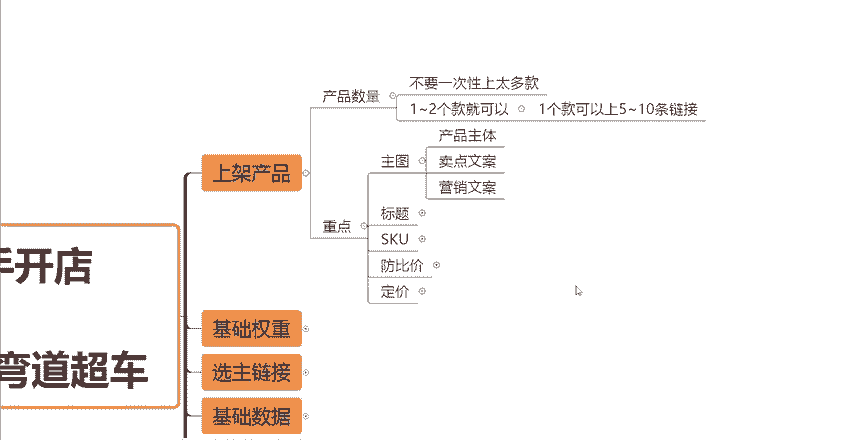 不要一次性上太多款
产品数量
1~2个款就可以 1个款可以上5~10条链接
产品主体
主图
卖点文案
上架产品
营销文案
标题
重点
SKU
手开店
防比价
定价
基础权重
弯道超车
选主链接
基础数据